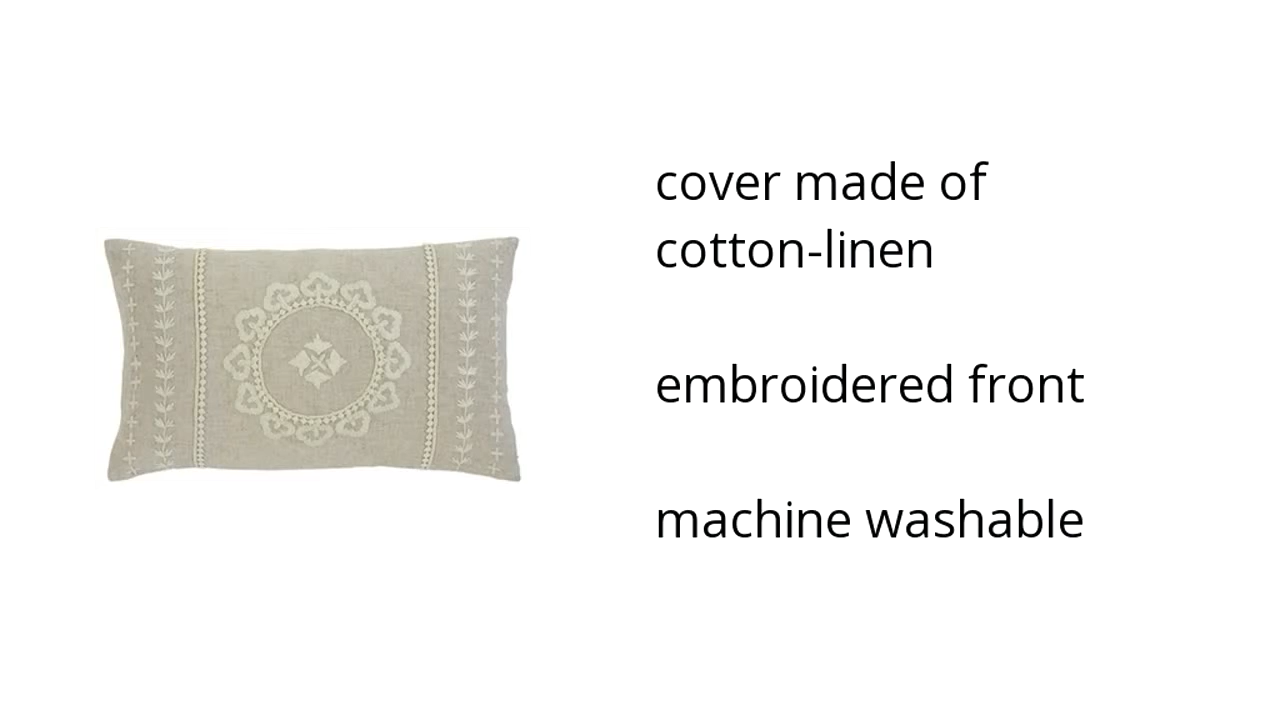 cover made of
cotton-linen
embroidered front
machine washable